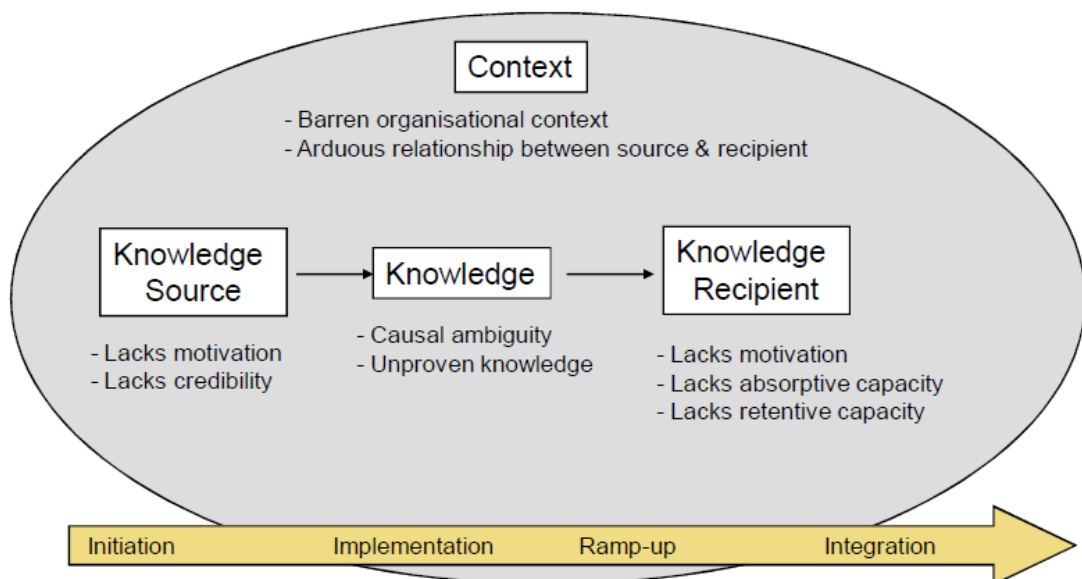 Context
- Barren organisational context
- Arduous relationship between source & recipient
Knowledge
Source
Knowledge
Knowledge
Recipient
- Lacks motivation
- Lacks credibility
- Causal ambiguity
- Unproven knowledge
- Lacks motivation
- Lacks absorptive capacity
- Lacks retentive capacity
Initiation
Implementation
Ramp-up
Integration